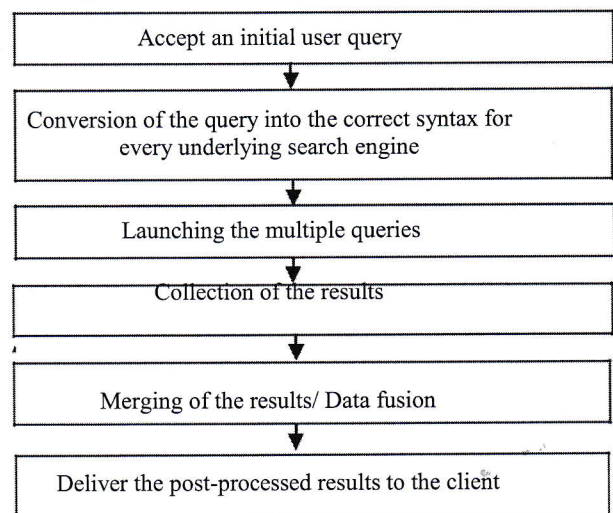 Accept an initial user query
Conversion of the query into the correct syntax for
every underlying search engine
Launching the multiple queries
Collection of the results
Merging of the results/ Data fusion
Deliver the post-processed results to the client